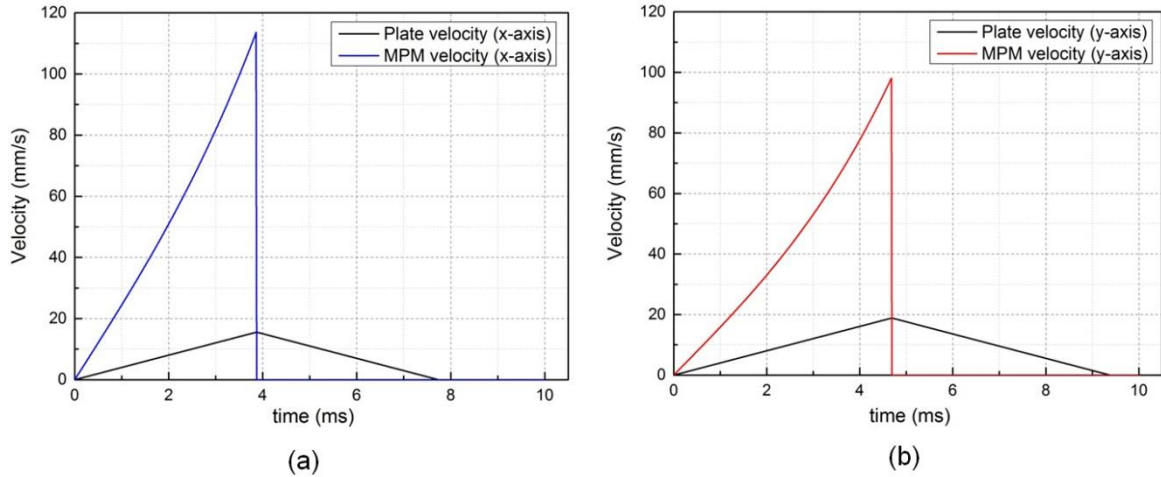 120
100
80
60
40
20
0
Velocity (mm/s)
Plate velocity (x-axis)
MPM velocity (x-axis)
0 2 4 6 8 10
time (ms)
(a)
120
100
80
60
40
20
0
Velocity (mm/s)
Plate velocity (y-axis)
MPM velocity (y-axis)
0 2 4 6 8 10
time (ms)
(b)